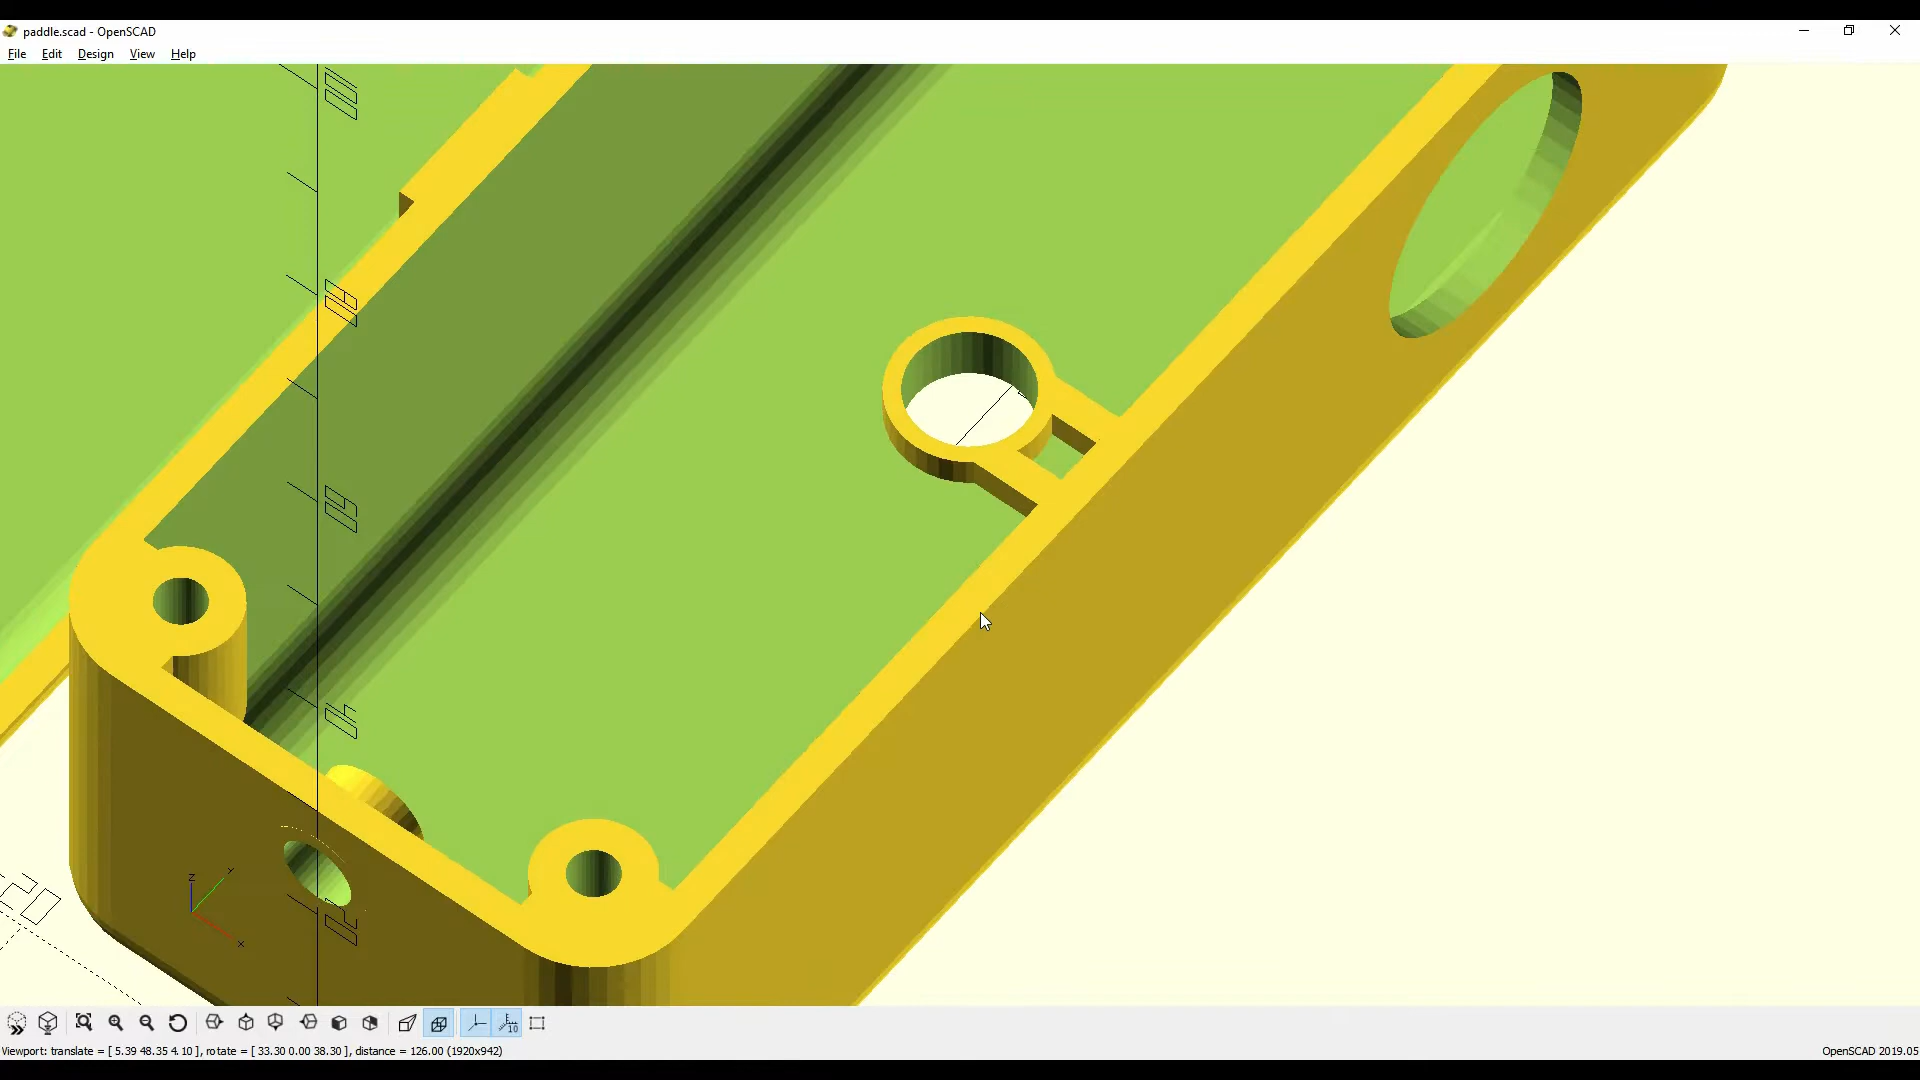 paddle.scad - OpenSCAD
File Edit Design View Help
z
y
x
10
Viewport: translate = [ 5.39 48.35 4.10 ], rotate = [ 33.30 0.00 38.30 ], distance = 126.00 (1920x942)
OpenSCAD 2019.05